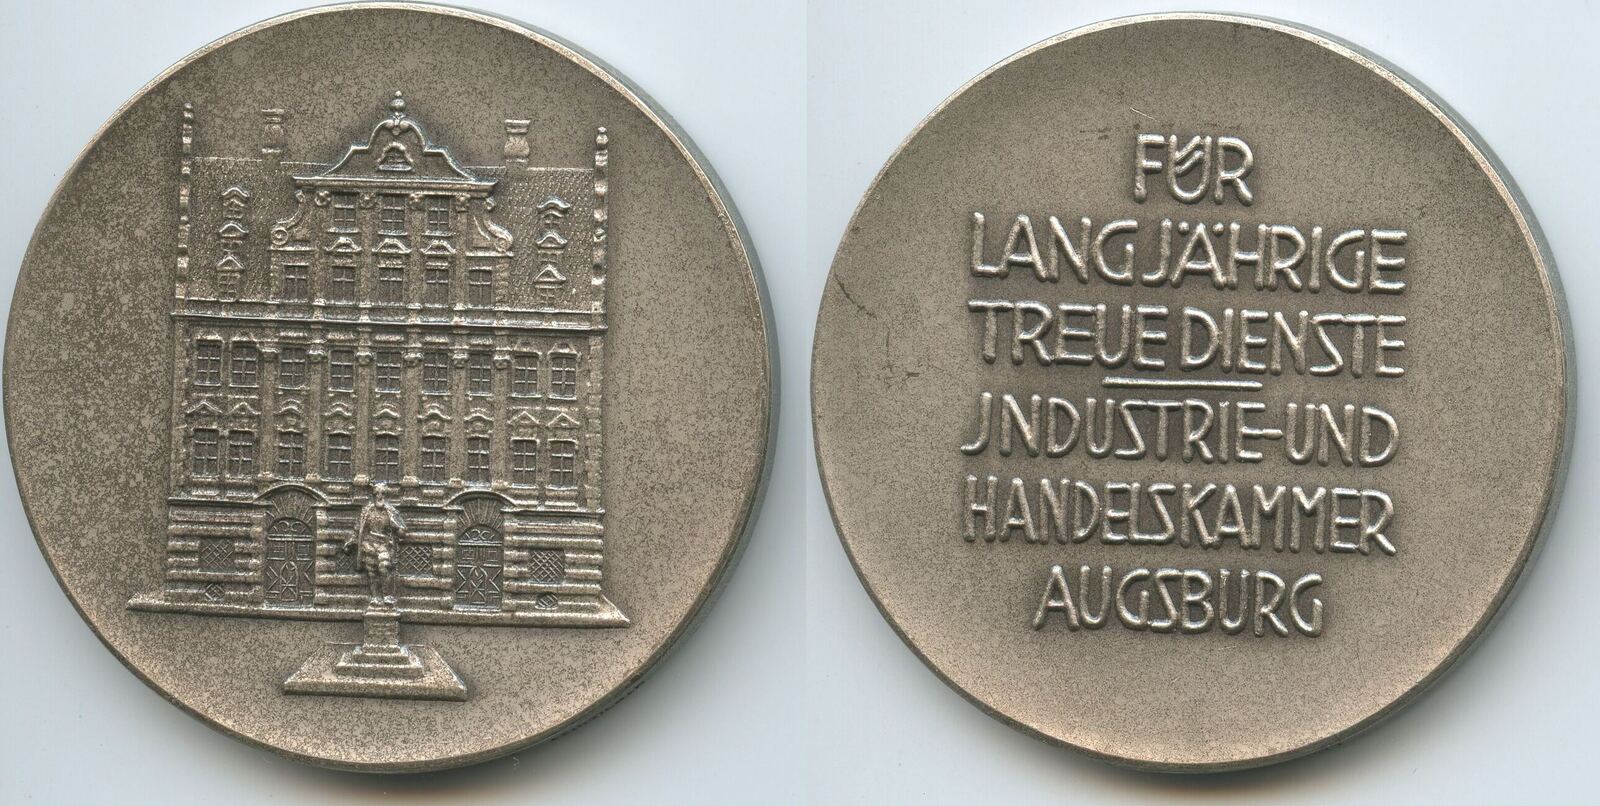 FÜR
LANGJÄHRIGE
TREUE DIENSTE
JNDUSTRIE-UND
HANDELSKAMMER
AUGSBURG